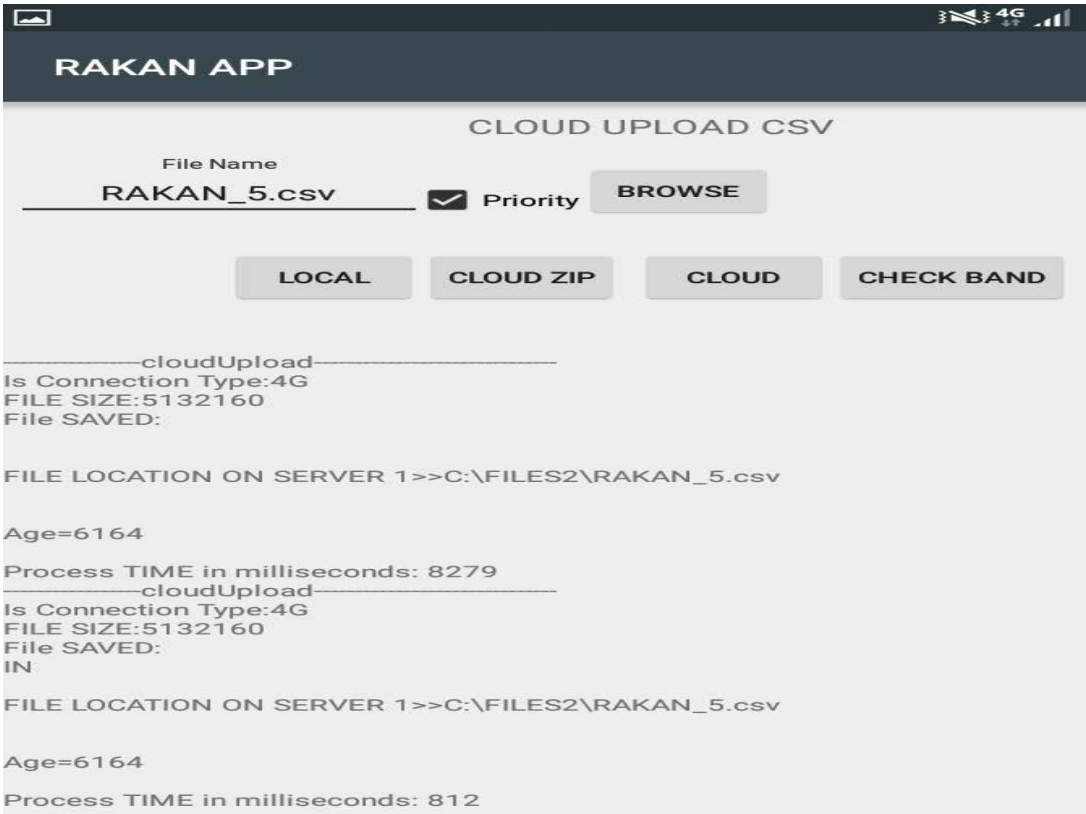 4G
RAKAN APP
CLOUD UPLOAD CSV
File Name
RAKAN_5.csv
Priority
BROWSE
LOCAL
CLOUD ZIP
CLOUD
CHECK BAND
-----------------cloudUpload------------------------------
Is Connection Type:4G
FILE SIZE:5132160
File SAVED:
FILE LOCATION ON SERVER 1>>C:\FILES2\RAKAN_5.csv
Age=6164
Process TIME in milliseconds: 8279
-----------------cloudUpload------------------------------
Is Connection Type:4G
FILE SIZE:5132160
File SAVED:
IN
FILE LOCATION ON SERVER 1>>C:\FILES2\RAKAN_5.csv
Age=6164
Process TIME in milliseconds: 812